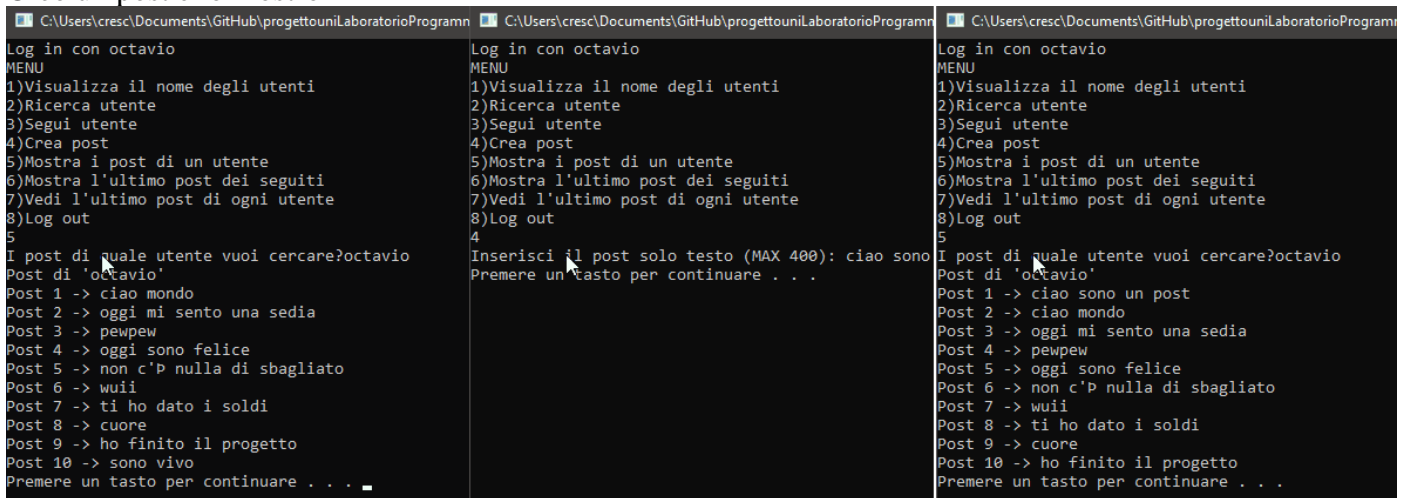 C:\Users\cresc\Documents\GitHub\progettouniLaboratorioProgramm
Log in con octavio
MENU
1)Visualizza il nome degli utenti
2)Ricerca utente
3)Segui utente
4)Crea post
5)Mostra i post di un utente
6)Mostra l'ultimo post dei seguiti
7)Vedi l'ultimo post di ogni utente
8)Log out
5
I post di quale utente vuoi cercare?octavio
Post di 'octavio'
Post 1 -> ciao mondo
Post 2 -> oggi mi sento una sedia
Post 3 -> pewpew
Post 4 -> oggi sono felice
Post 5 -> non c'Þ nulla di sbagliato
Post 6 -> wuii
Post 7 -> ti ho dato i soldi
Post 8 -> cuore
Post 9 -> ho finito il progetto
Post 10 -> sono vivo
Premere un tasto per continuare . . .
C:\Users\cresc\Documents\GitHub\progettouniLaboratorioProgramm
Log in con octavio
MENU
1)Visualizza il nome degli utenti
2)Ricerca utente
3)Segui utente
4)Crea post
5)Mostra i post di un utente
6)Mostra l'ultimo post dei seguiti
7)Vedi l'ultimo post di ogni utente
8)Log out
4
Inserisci il post solo testo (MAX 400): ciao sono
Premere un tasto per continuare . . .
C:\Users\cresc\Documents\GitHub\progettouniLaboratorioProgramm
Log in con octavio
MENU
1)Visualizza il nome degli utenti
2)Ricerca utente
3)Segui utente
4)Crea post
5)Mostra i post di un utente
6)Mostra l'ultimo post dei seguiti
7)Vedi l'ultimo post di ogni utente
8)Log out
5
I post di quale utente vuoi cercare?octavio
Post di 'octavio'
Post 1 -> ciao sono un post
Post 2 -> ciao mondo
Post 3 -> oggi mi sento una sedia
Post 4 -> pewpew
Post 5 -> oggi sono felice
Post 6 -> non c'Þ nulla di sbagliato
Post 7 -> wuii
Post 8 -> ti ho dato i soldi
Post 9 -> cuore
Post 10 -> ho finito il progetto
Premere un tasto per continuare . . .